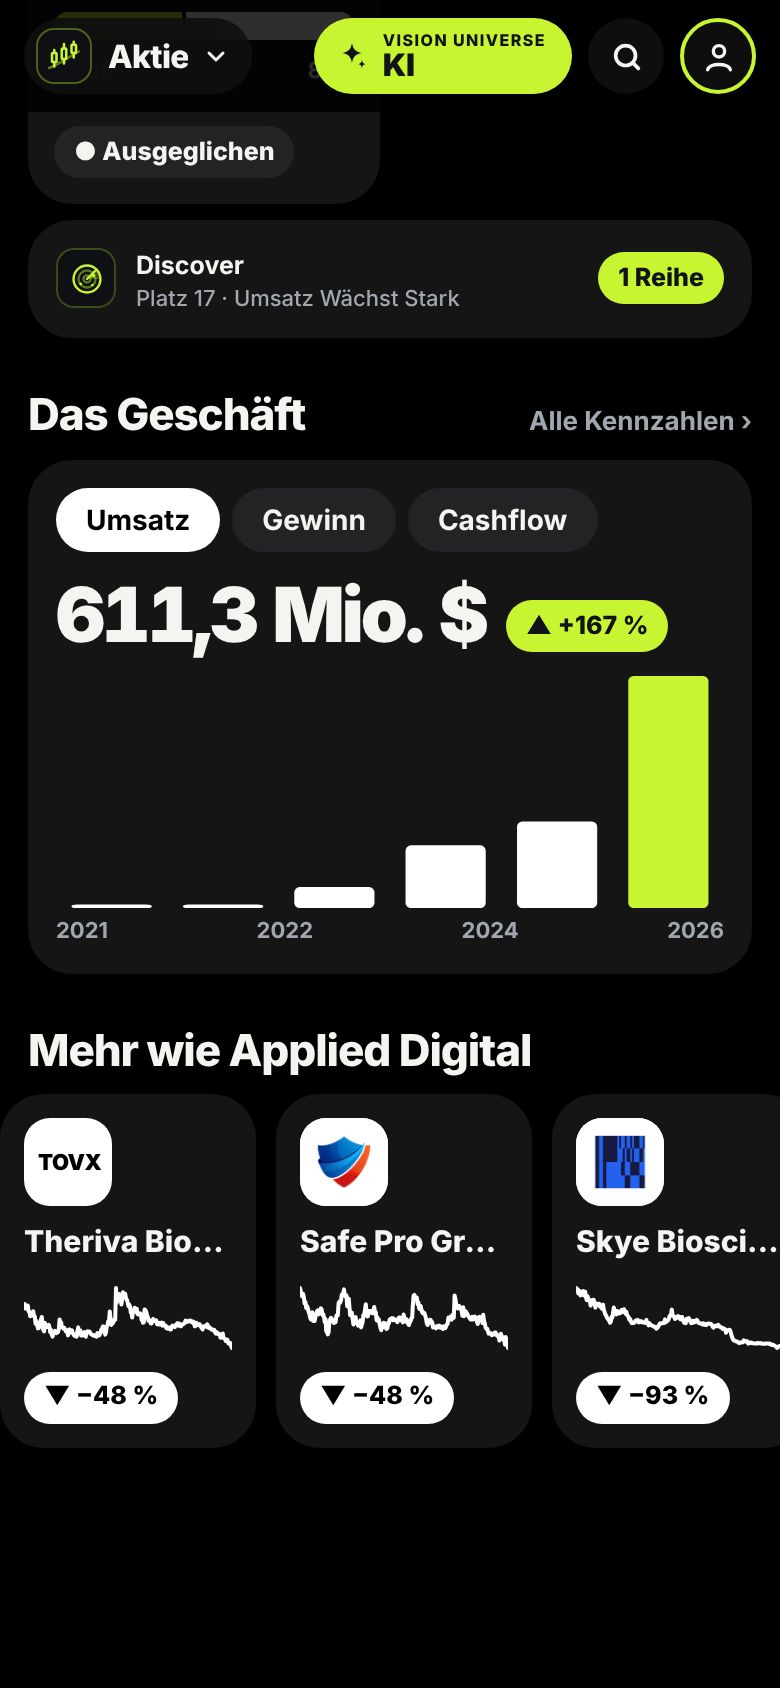 Aktie
VISION UNIVERSE
KI
Ausgeglichen
Discover
Platz 17 · Umsatz Wächst Stark
1 Reihe
Das Geschäft
Alle Kennzahlen ›
Umsatz
Gewinn
Cashflow
611,3 Mio. $
▲ +167 %
2021
2022
2024
2026
Mehr wie Applied Digital
TOVX
Theriva Bio...
▼ −48 %
Safe Pro Gr...
▼ −48 %
Skye Biosci...
▼ −93 %